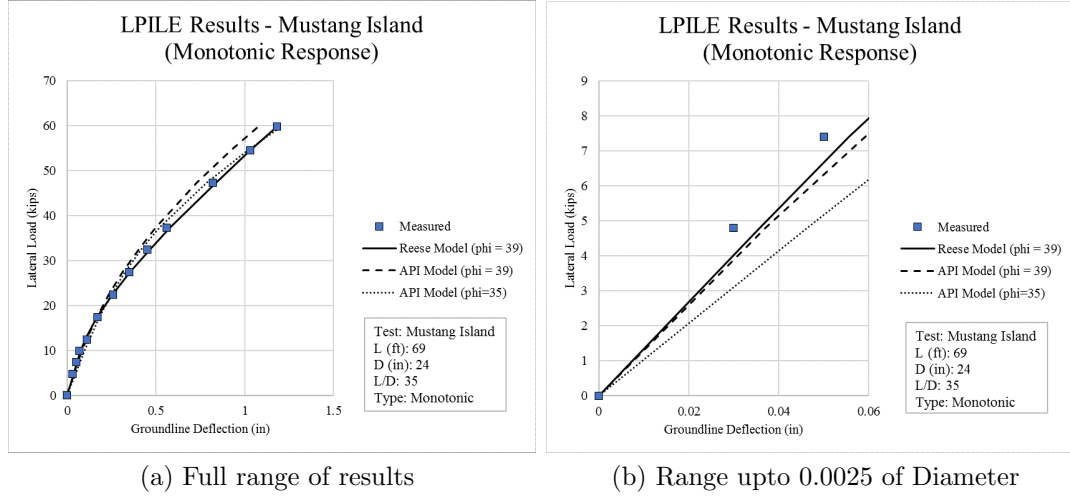 LPILE Results - Mustang Island
(Monotonic Response)
70
60
50
40
30
20
10
0
Lateral Load (kips)
0
0.5
1
1.5
Groundline Deflection (in)
Measured
Reese Model (phi = 39)
API Model (phi = 39)
API Model (phi=35)
Test: Mustang Island
L (ft): 69
D (in): 24
L/D: 35
Type: Monotonic
(a) Full range of results
LPILE Results - Mustang Island
(Monotonic Response)
9
8
7
6
5
4
3
2
1
0
Lateral Load (kips)
0
0.02
0.04
0.06
Groundline Deflection (in)
Measured
Reese Model (phi = 39)
API Model (phi = 39)
API Model (phi=35)
Test: Mustang Island
L (ft): 69
D (in): 24
L/D: 35
Type: Monotonic
(b) Range upto 0.0025 of Diameter